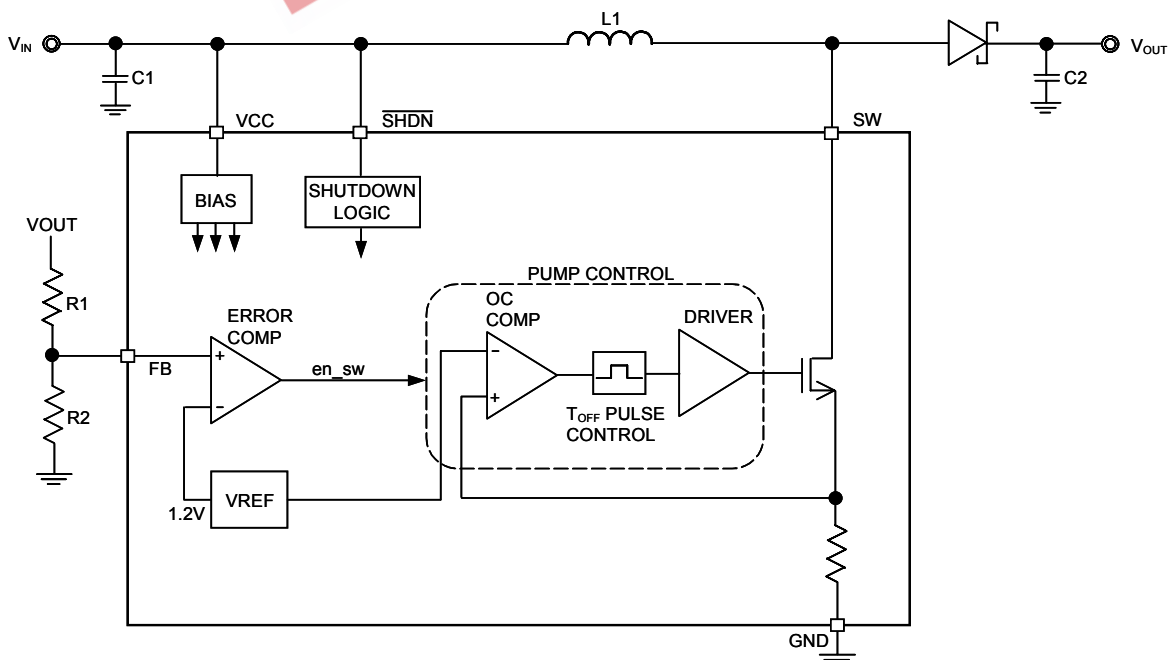 L1
VIN
VOUT
C1
C2
VCC
SHDN
SW
BIAS
SHUTDOWN
LOGIC
VOUT
R1
R2
FB
ERROR
COMP
+
−
en_sw
PUMP CONTROL
OC
COMP
−
+
DRIVER
TOFF PULSE
CONTROL
1.2V
VREF
GND